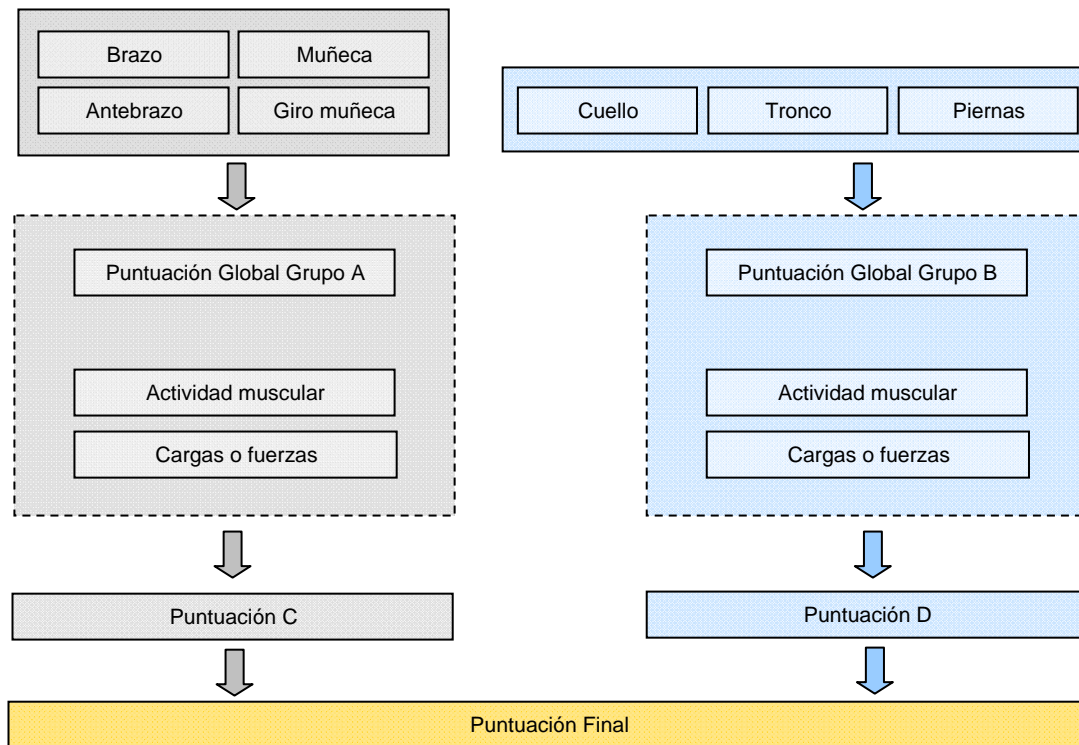 Brazo
Muñeca
Antebrazo
Giro muñeca
Puntuación Global Grupo A
Actividad muscular
Cargas o fuerzas
Puntuación C
Cuello
Tronco
Piernas
Puntuación Global Grupo B
Actividad muscular
Cargas o fuerzas
Puntuación D
Puntuación Final